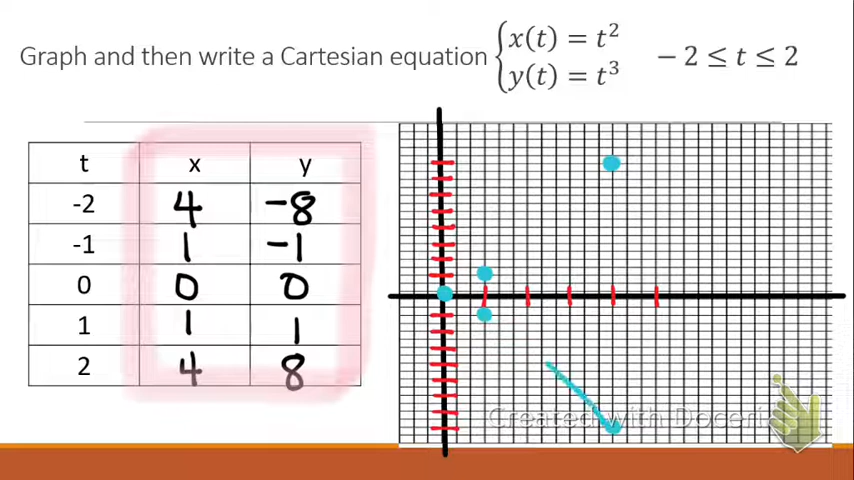 Graph and then write a Cartesian equation {x(t) = t² −2 ≤ t ≤ 2
y(t) = t³
t x y
-2 4 -8
-1 1 -1
0 0 0
1 1 1
2 4 8
Created with Doceri